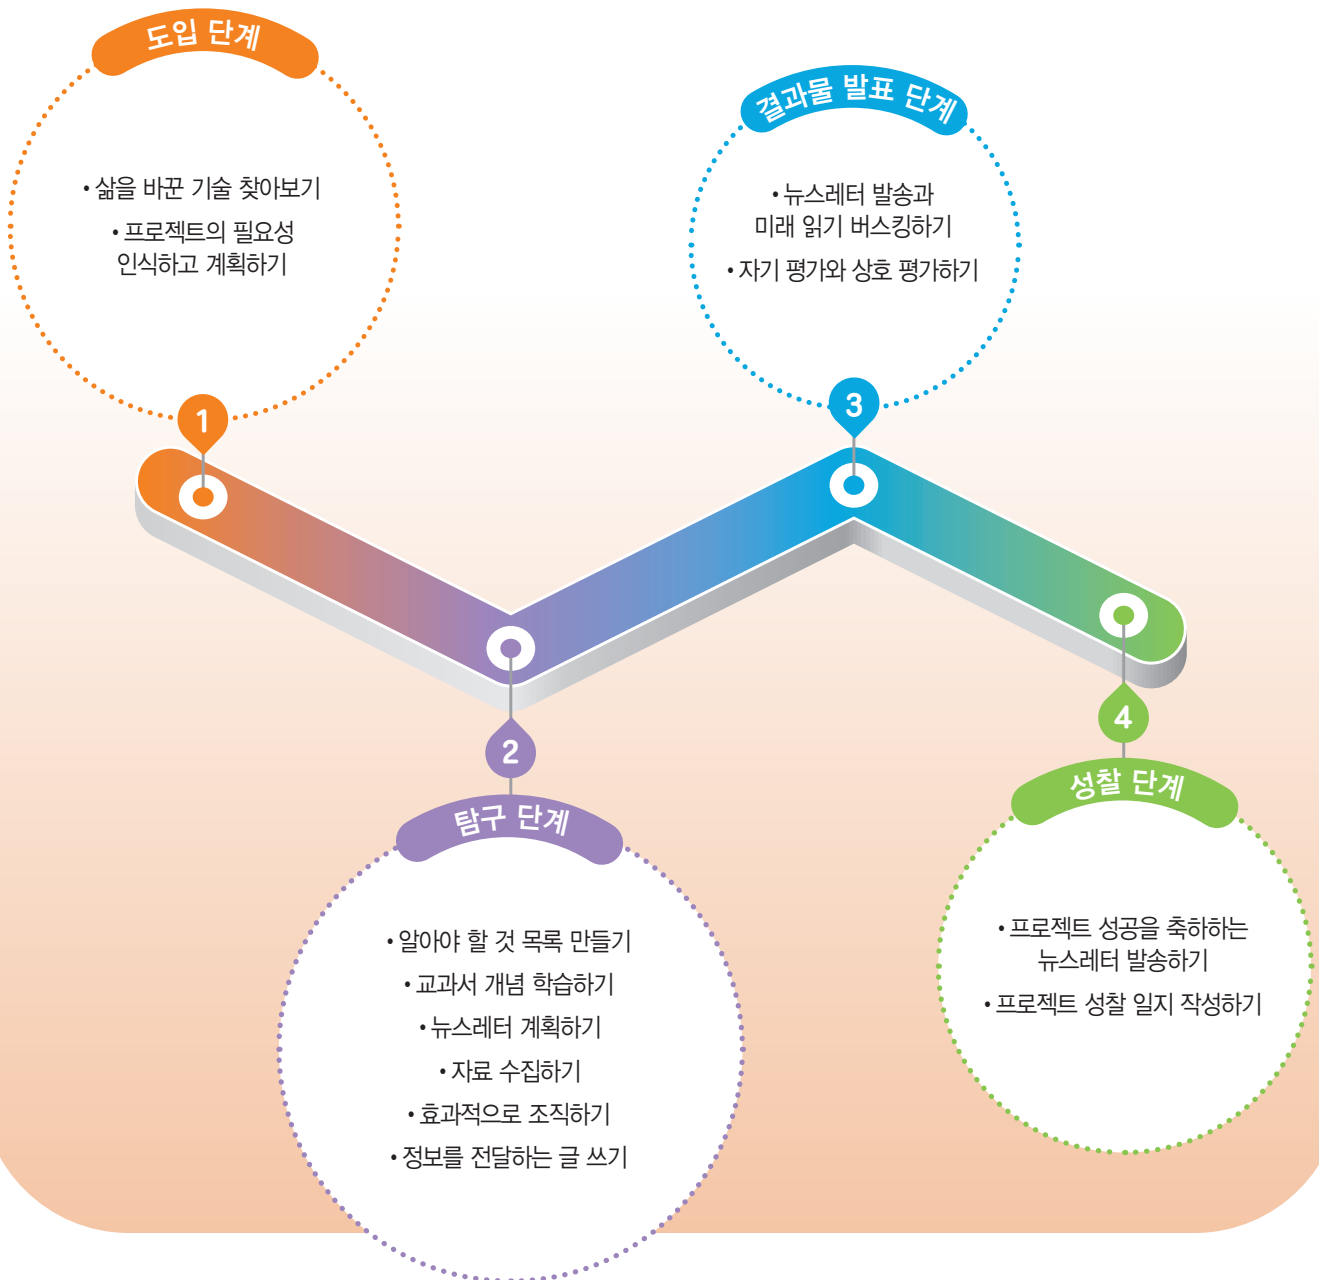 도입 단계
• 삶을 바꾼 기술 찾아보기
• 프로젝트의 필요성
인식하고 계획하기
1
2
탐구 단계
• 알아야 할 것 목록 만들기
• 교과서 개념 학습하기
• 뉴스레터 계획하기
• 자료 수집하기
• 효과적으로 조직하기
• 정보를 전달하는 글 쓰기
결과물 발표 단계
• 뉴스레터 발송과
미래 읽기 버스킹하기
• 자기 평가와 상호 평가하기
3
4
성찰 단계
• 프로젝트 성공을 축하하는
뉴스레터 발송하기
• 프로젝트 성찰 일지 작성하기